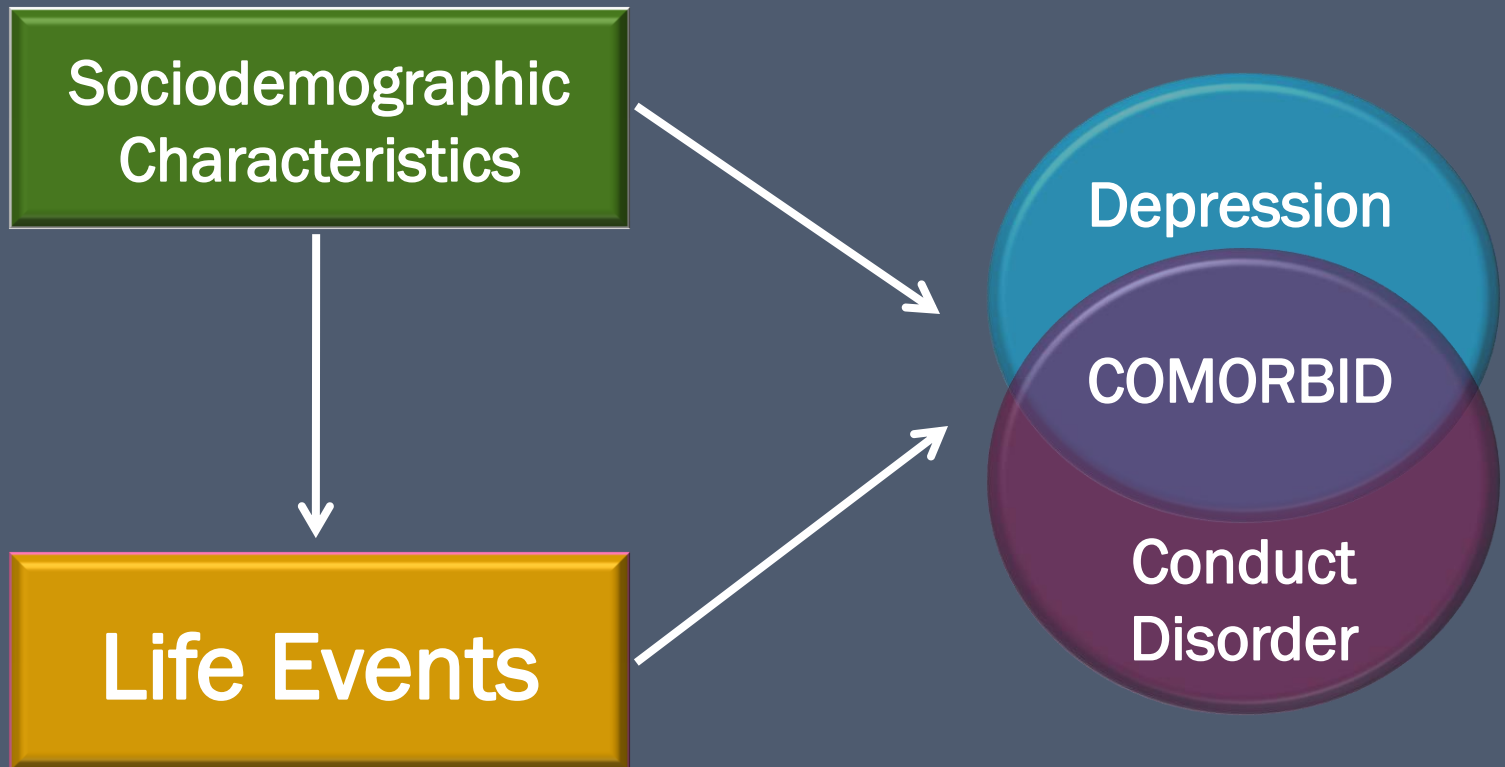 Sociodemographic
Characteristics
Depression
COMORBID
Conduct
Disorder
Life Events